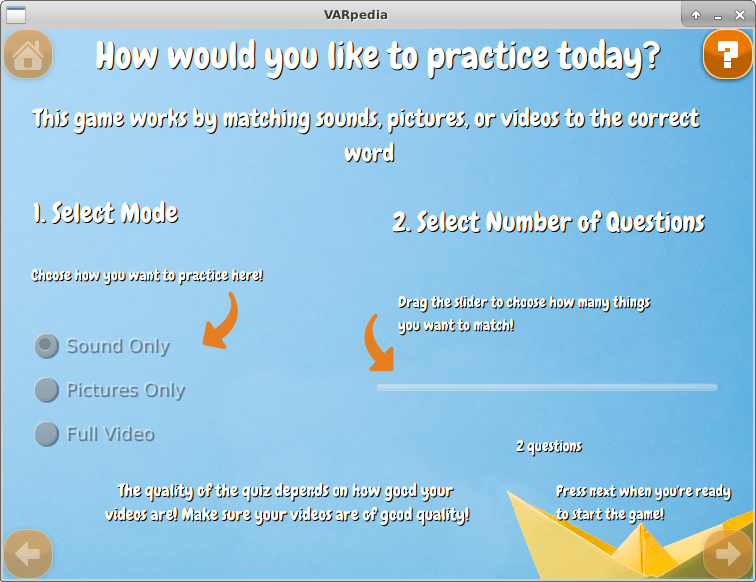 VARpedia
How would you like to practice today?
?
This game works by matching sounds, pictures, or videos to the correct
word
1. Select Mode
2. Select Number of Questions
Choose how you want to practice here!
Drag the slider to choose how many things
you want to match!
Sound Only
Pictures Only
Full Video
2 questions
The quality of the quiz depends on how good your
videos are! Make sure your videos are of good quality!
Press next when you're ready
to start the game!